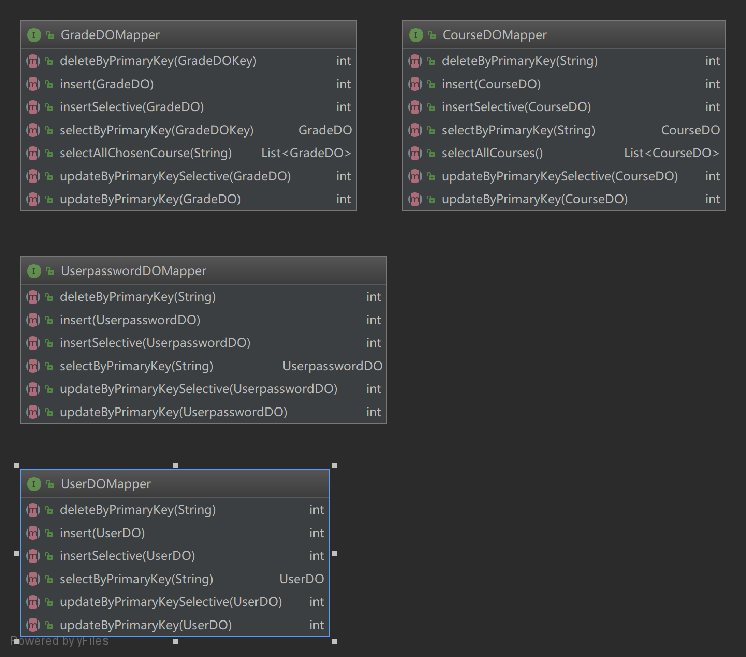 GradeDOMapper
deleteByPrimaryKey(GradeDOKey) int
insert(GradeDO) int
insertSelective(GradeDO) int
selectByPrimaryKey(GradeDOKey) GradeDO
selectAllChosenCourse(String) List<GradeDO>
updateByPrimaryKeySelective(GradeDO) int
updateByPrimaryKey(GradeDO) int
CourseDOMapper
deleteByPrimaryKey(String) int
insert(CourseDO) int
insertSelective(CourseDO) int
selectByPrimaryKey(String) CourseDO
selectAllCourses() List<CourseDO>
updateByPrimaryKeySelective(CourseDO) int
updateByPrimaryKey(CourseDO) int
UserpasswordDOMapper
deleteByPrimaryKey(String) int
insert(UserpasswordDO) int
insertSelective(UserpasswordDO) int
selectByPrimaryKey(String) UserpasswordDO
updateByPrimaryKeySelective(UserpasswordDO) int
updateByPrimaryKey(UserpasswordDO) int
UserDOMapper
deleteByPrimaryKey(String) int
insert(UserDO) int
insertSelective(UserDO) int
selectByPrimaryKey(String) UserDO
updateByPrimaryKeySelective(UserDO) int
updateByPrimaryKey(UserDO) int
Powered by yFiles